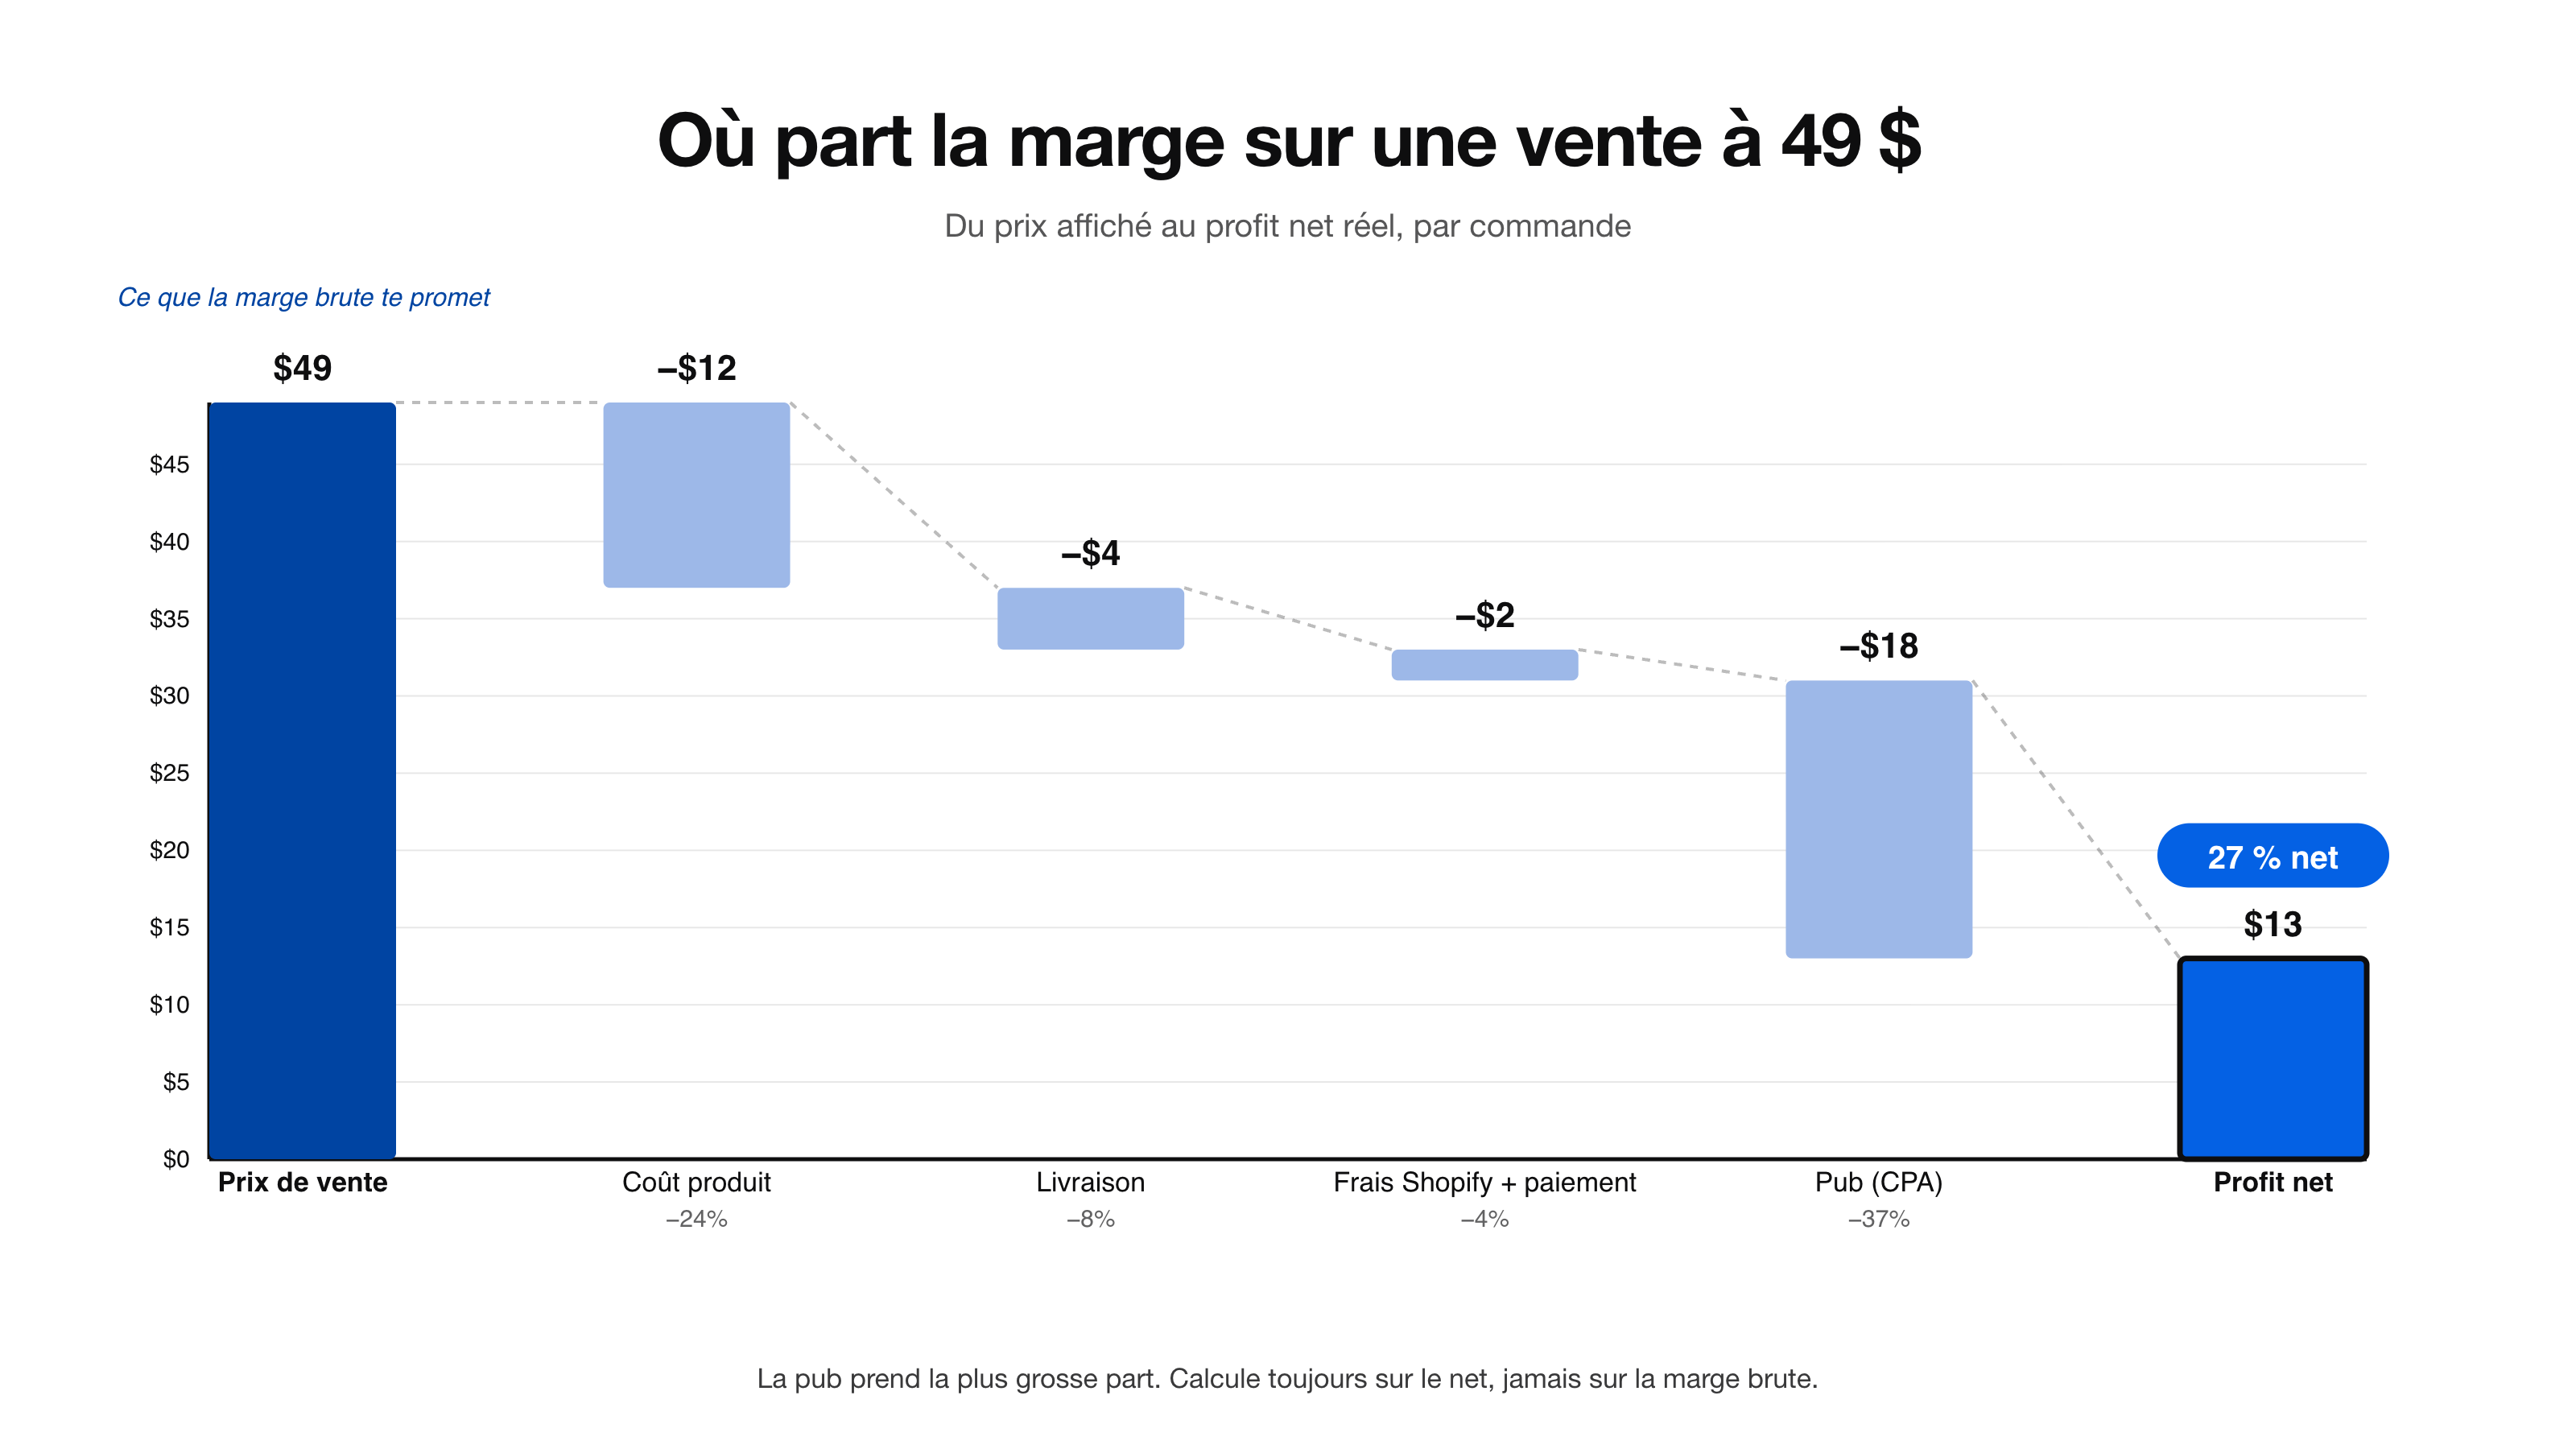 Où part la marge sur une vente à 49 $
Du prix affiché au profit net réel, par commande
Ce que la marge brute te promet
$49
–$12
–$4
–$2
–$18
27 % net
$13
$45
$40
$35
$30
$25
$20
$15
$10
$5
$0
Prix de vente
Coût produit
–24%
Livraison
–8%
Frais Shopify + paiement
–4%
Pub (CPA)
–37%
Profit net
La pub prend la plus grosse part. Calcule toujours sur le net, jamais sur la marge brute.